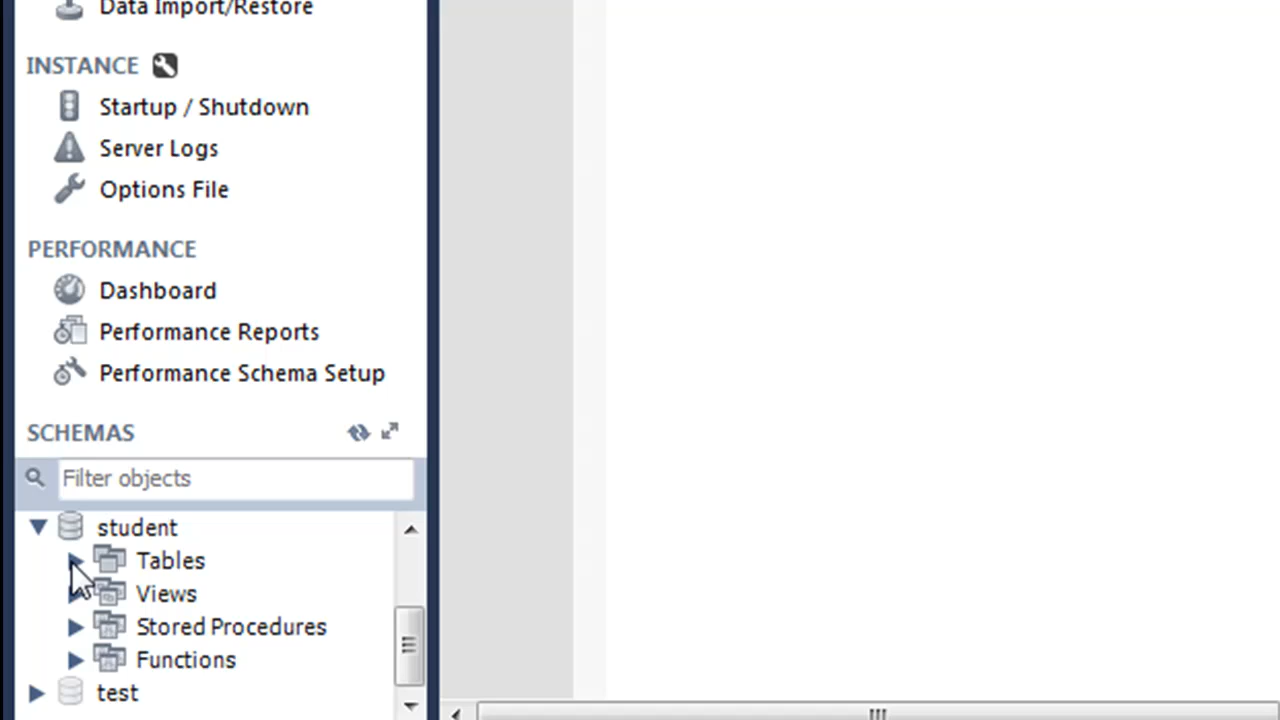 Data Import/Restore
INSTANCE
Startup / Shutdown
Server Logs
Options File
PERFORMANCE
Dashboard
Performance Reports
Performance Schema Setup
SCHEMAS
Filter objects
student
Tables
Views
Stored Procedures
Functions
test